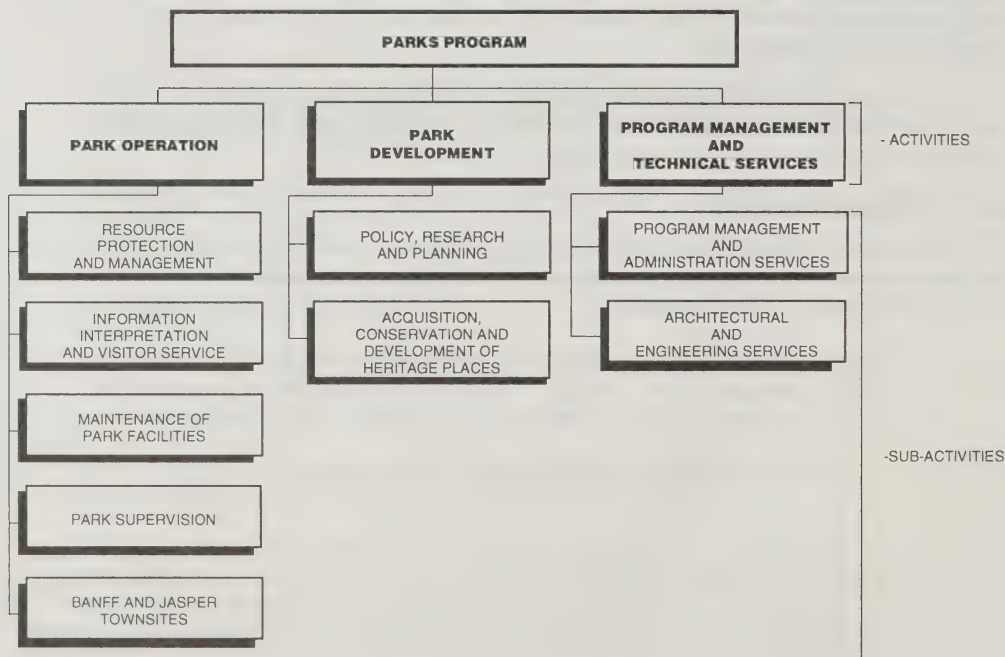 PARKS PROGRAM
PARK OPERATION
PARK
DEVELOPMENT
PROGRAM MANAGEMENT
AND
TECHNICAL SERVICES
- ACTIVITIES
RESOURCE
PROTECTION
AND MANAGEMENT
INFORMATION
INTERPRETATION
AND VISITOR SERVICE
MAINTENANCE OF
PARK FACILITIES
PARK SUPERVISION
BANFF AND JASPER
TOWNSITES
POLICY, RESEARCH
AND PLANNING
ACQUISITION,
CONSERVATION AND
DEVELOPMENT OF
HERITAGE PLACES
PROGRAM MANAGEMENT
AND
ADMINISTRATION SERVICES
ARCHITECTURAL
AND
ENGINEERING SERVICES
-SUB-ACTIVITIES